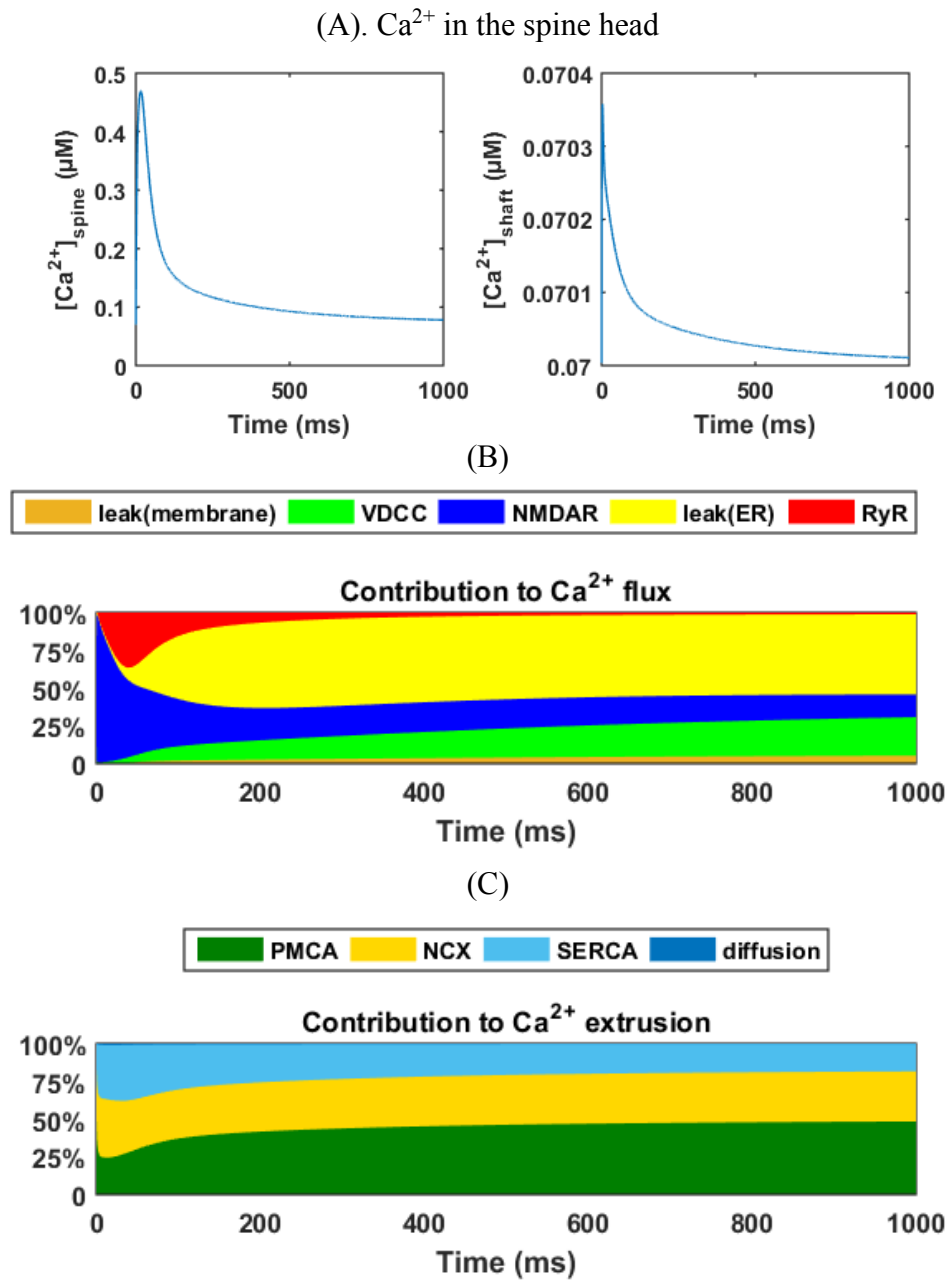 (A). Ca²⁺ in the spine head
0.5
0.4
0.3
0.2
0.1
0
[Ca²⁺]spine (µM)
0 500 1000
Time (ms)
0.0704
0.0703
0.0702
0.0701
0.07
[Ca²⁺]shaft (µM)
0 500 1000
Time (ms)
(B)
leak(membrane) VDCC NMDAR leak(ER) RyR
Contribution to Ca²⁺ flux
100%
75%
50%
25%
0
0 200 400 600 800 1000
Time (ms)
(C)
PMCA NCX SERCA diffusion
Contribution to Ca²⁺ extrusion
100%
75%
50%
25%
0
0 200 400 600 800 1000
Time (ms)